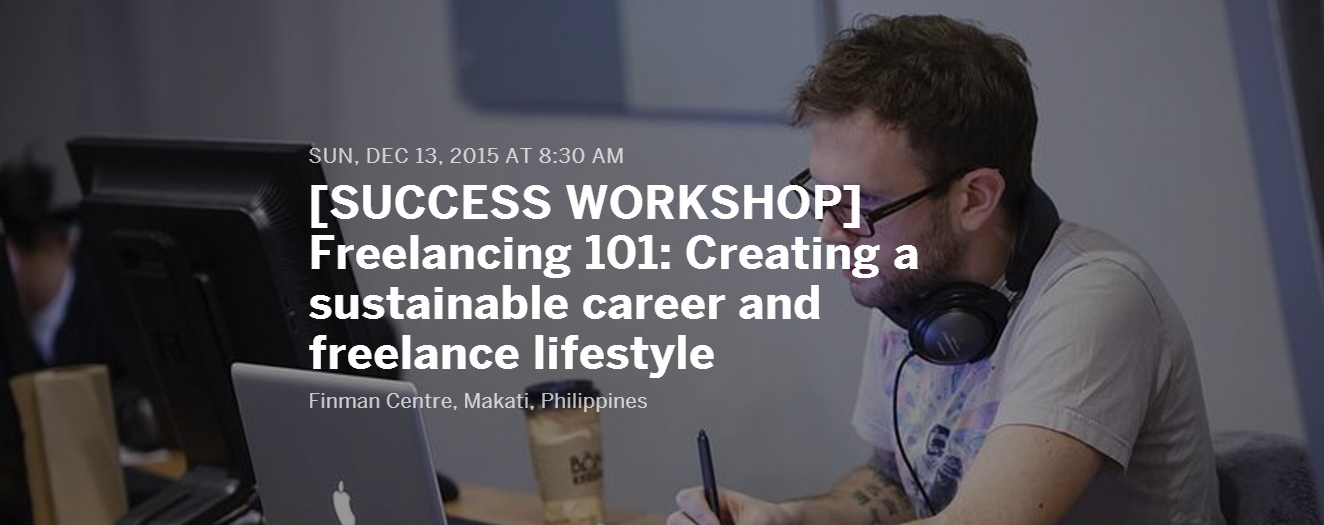 SUN, DEC 13, 2015 AT 8:30 AM
[SUCCESS WORKSHOP]
Freelancing 101: Creating a
sustainable career and
freelance lifestyle
Finman Centre, Makati, Philippines